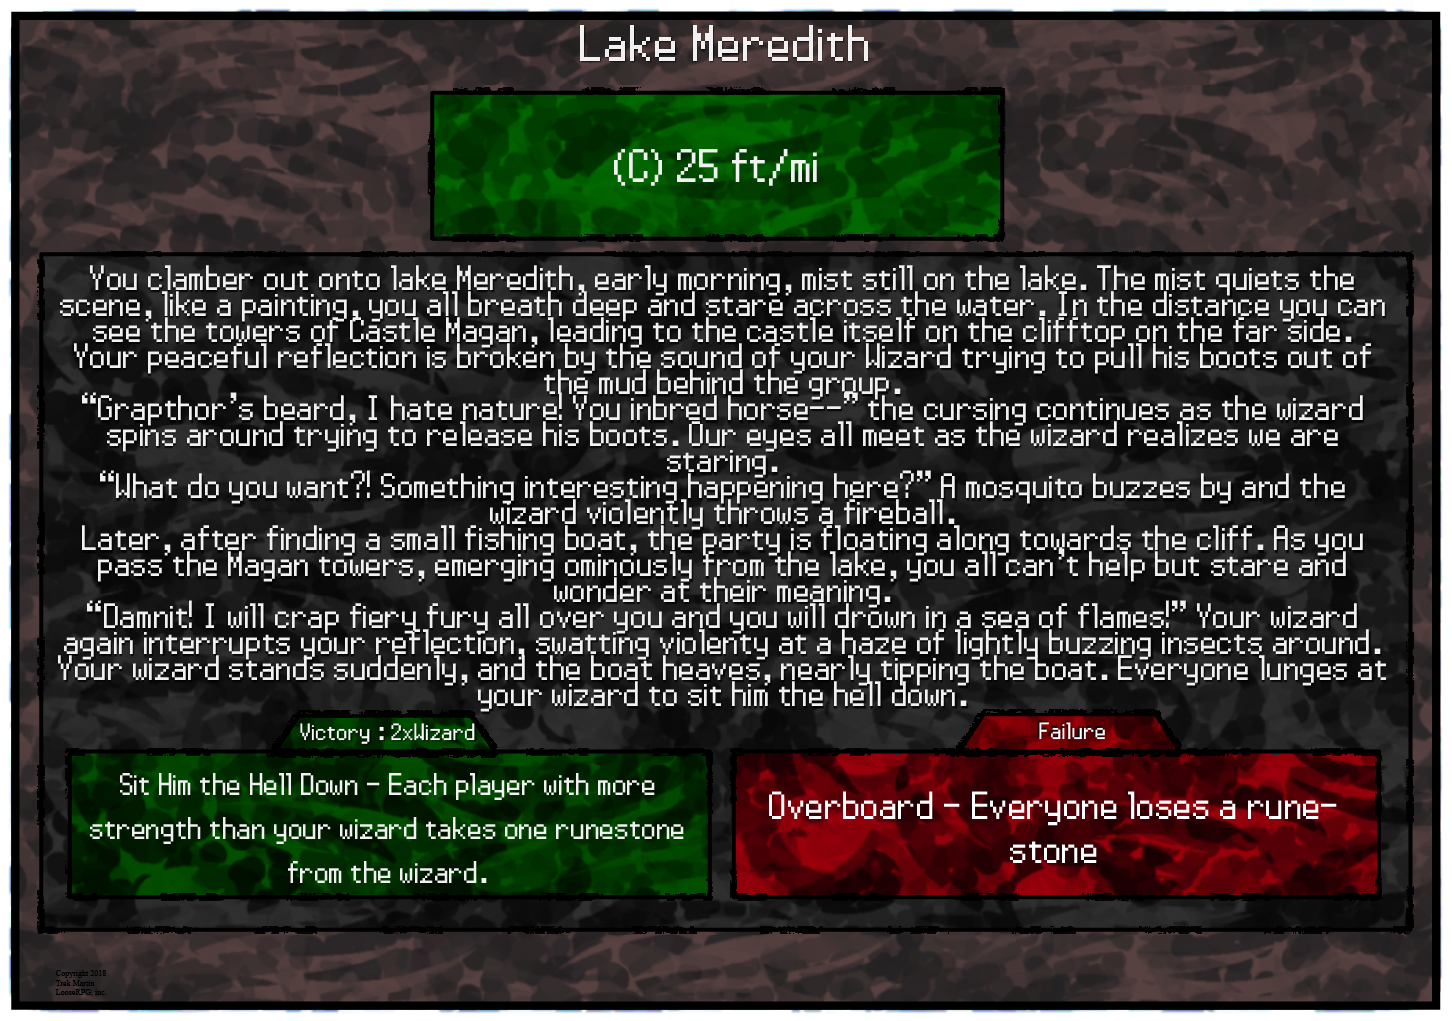 Lake Meredith
(C) 25 ft/mi
You clamber out onto lake Meredith, early morning, mist still on the lake. The mist quiets the
scene, like a painting, you all breath deep and stare across the water. In the distance you can
see the towers of Castle Magan, leading to the castle itself on the clifftop on the far side.
Your peaceful reflection is broken by the sound of your Wizard trying to pull his boots out of
the mud behind the group.
“Grapthor’s beard, I hate nature! You inbred horse--” the cursing continues as the wizard
spins around trying to release his boots. Our eyes all meet as the wizard realizes we are
staring.
“What do you want?! Something interesting happening here?” A mosquito buzzes by and the
wizard violently throws a fireball.
Later, after finding a small fishing boat, the party is floating along towards the cliff. As you
pass the Magan towers, emerging ominously from the lake, you all can’t help but stare and
wonder at their meaning.
“Damnit! I will crap fiery fury all over you and you will drown in a sea of flames!” Your wizard
again interrupts your reflection, swatting violenty at a haze of lightly buzzing insects around.
Your wizard stands suddenly, and the boat heaves, nearly tipping the boat. Everyone lunges at
your wizard to sit him the hell down.
Victory : 2xWizard
Sit Him the Hell Down - Each player with more
strength than your wizard takes one runestone
from the wizard.
Failure
Overboard - Everyone loses a rune-
stone
Copyright 2018
Trek Martin
LooseRPG, inc.